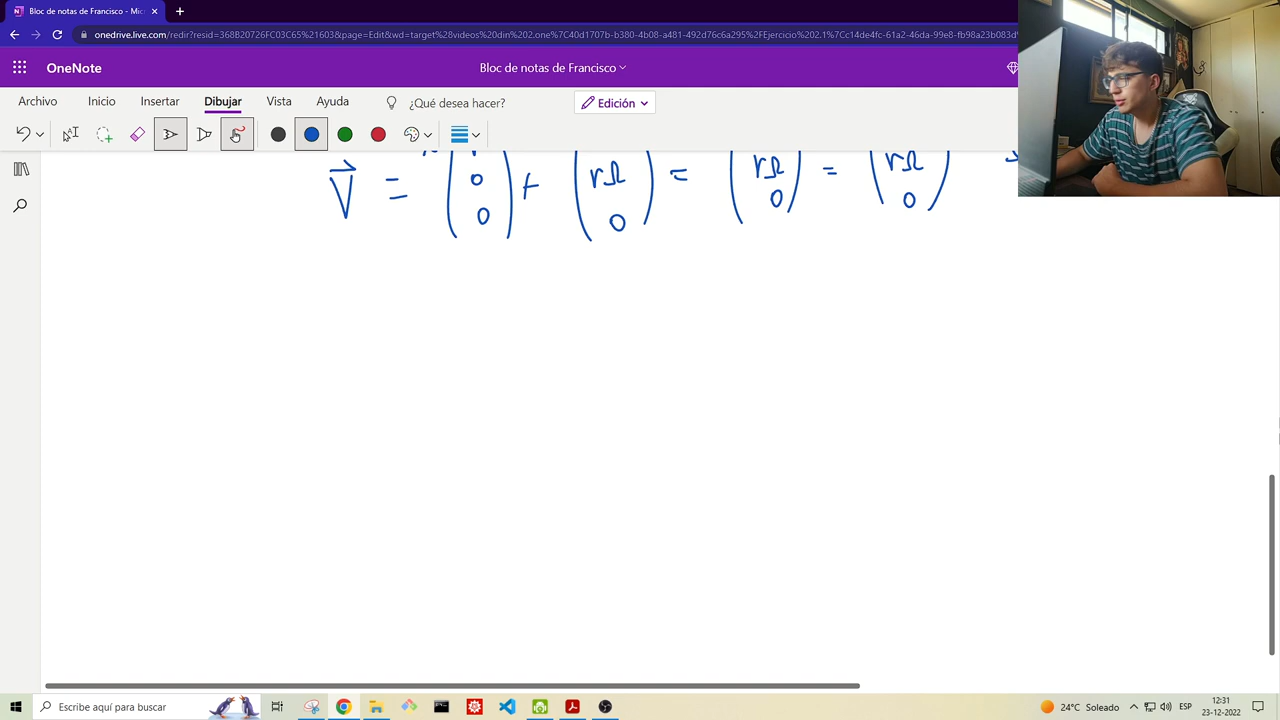 Bloc de notas de Francisco - Micr
onedrive.live.com/redir?resid=368B20726FC03C65%21603&page=Edit&wd=target%28videos%20din%202.one%7C40d1707b-b380-4b08-a481-492d76c6a295%2FEjercicio%202.1%7Cc14de4fc-61a2-46da-99e8-fb98a23b083d%
OneNote
Bloc de notas de Francisco
Archivo Inicio Insertar Dibujar Vista Ayuda ¿Qué desea hacer? Edición
V = ( 0 0 ) + ( rΩ 0 ) = ( rΩ 0 ) = ( rΩ 0 )
Escribe aquí para buscar
24°C Soleado ESP
12:31
23-12-2022